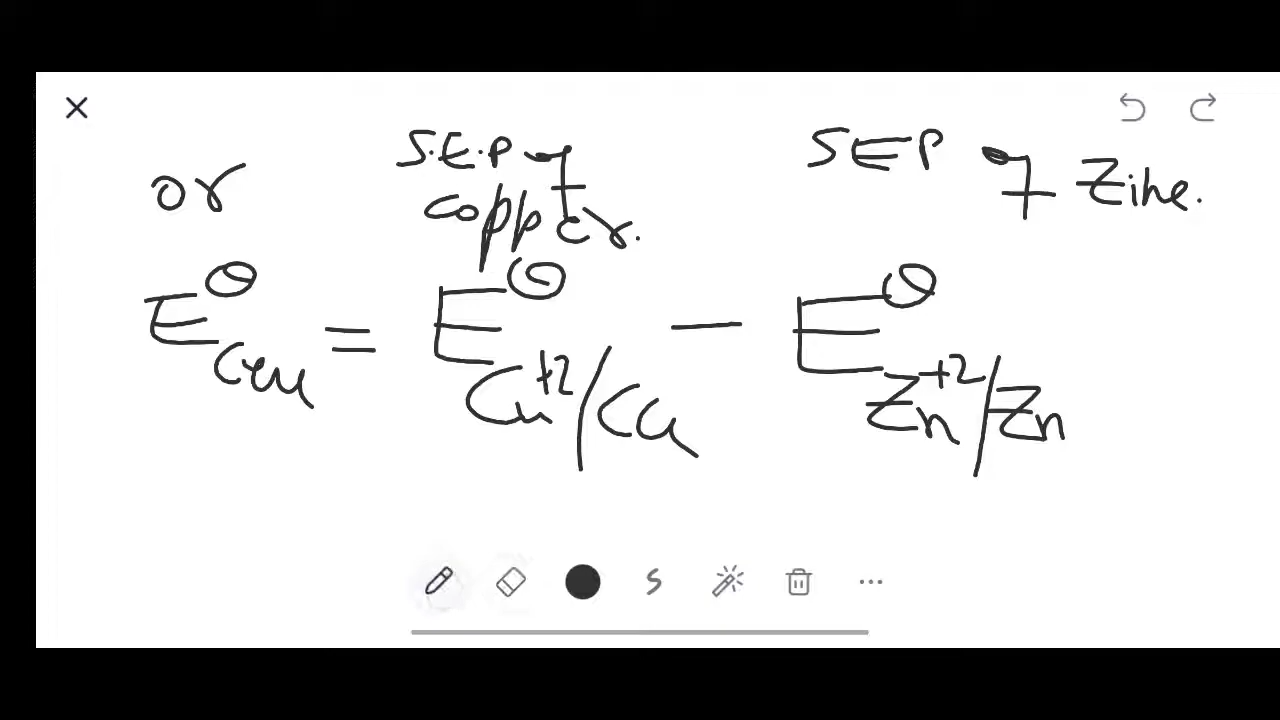 or S.E.P of copper. SEP of Zinc.
E⊖cell = E⊖Cu+2/Cu − E⊖Zn+2/Zn